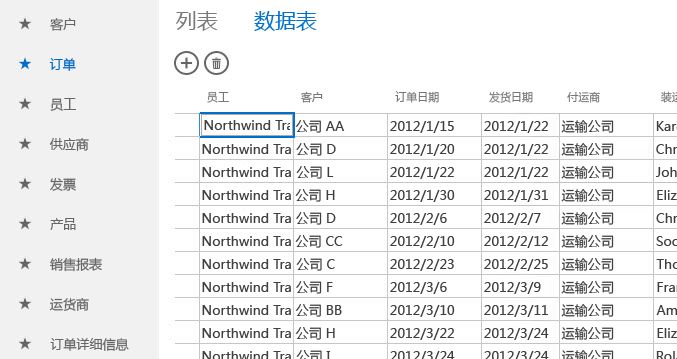 客户
订单
员工
供应商
发票
产品
销售报表
运货商
订单详细信息
列表 数据表
员工 客户 订单日期 发货日期 付运商 装运
Northwind Tra 公司 AA 2012/1/15 2012/1/22 运输公司 Kare
Northwind Tra 公司 D 2012/1/20 2012/1/22 运输公司 Chri
Northwind Tra 公司 L 2012/1/22 2012/1/22 运输公司 John
Northwind Tra 公司 H 2012/1/30 2012/1/31 运输公司 Eliz
Northwind Tra 公司 D 2012/2/6 2012/2/7 运输公司 Chri
Northwind Tra 公司 CC 2012/2/10 2012/2/12 运输公司 Soo
Northwind Tra 公司 C 2012/2/23 2012/2/25 运输公司 Tho
Northwind Tra 公司 F 2012/3/6 2012/3/9 运输公司 Fran
Northwind Tra 公司 BB 2012/3/10 2012/3/11 运输公司 Am
Northwind Tra 公司 H 2012/3/22 2012/3/24 运输公司 Eliz
Northwind Tra 公司 I 2012/3/24 2012/3/24 运输公司 Rol